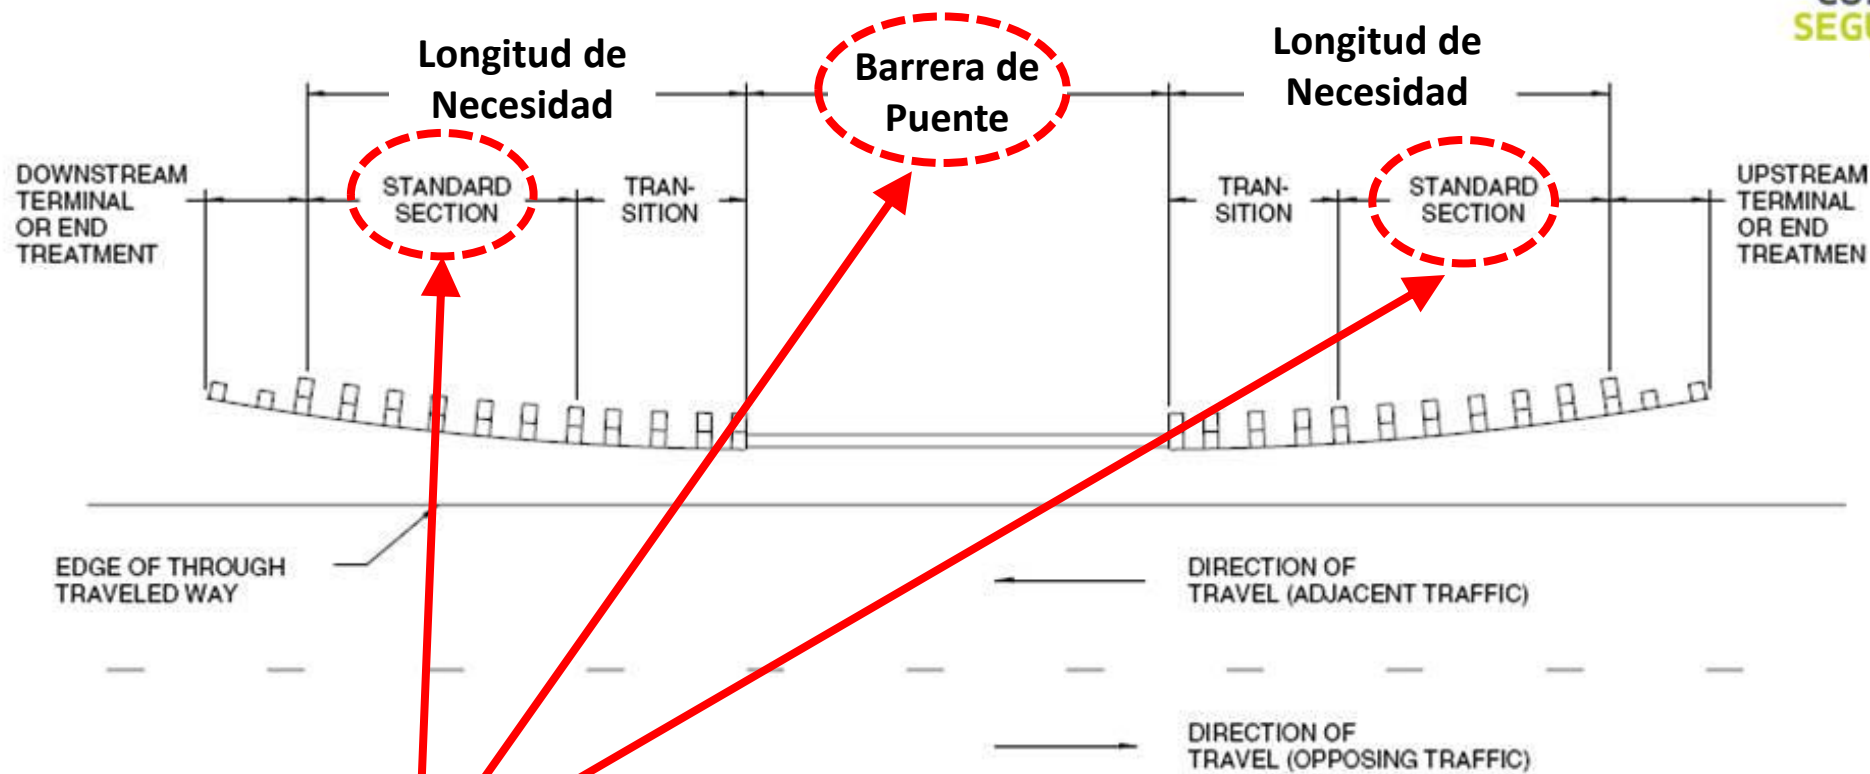 SEGU
Longitud de
Necesidad
Barrera de
Puente
Longitud de
Necesidad
DOWNSTREAM
TERMINAL
OR END
TREATMENT
STANDARD
SECTION
TRAN-
SITION
TRAN-
SITION
STANDARD
SECTION
UPSTREAM
TERMINAL
OR END
TREATMEN
EDGE OF THROUGH
TRAVELED WAY
DIRECTION OF
TRAVEL (ADJACENT TRAFFIC)
DIRECTION OF
TRAVEL (OPPOSING TRAFFIC)